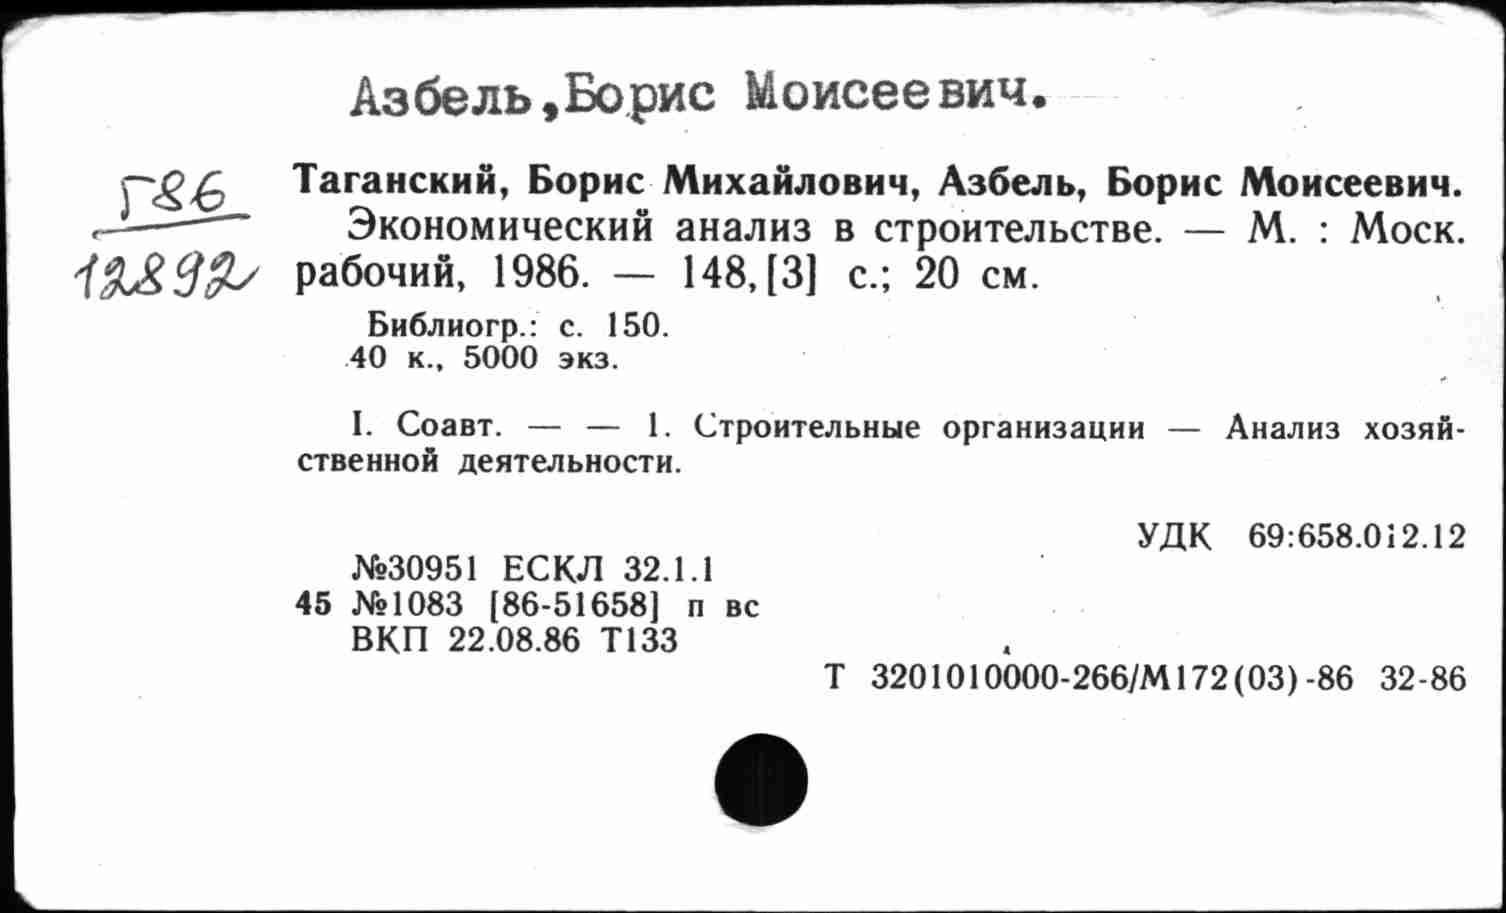 Азбель,Борис Моисеевич.
Г86
12892
Таганский, Борис Михайлович, Азбель, Борис Моисеевич.
Экономический анализ в строительстве. — М. : Моск.
рабочий, 1986. — 148,[3] с.; 20 см.
Библиогр.: с. 150.
40 к., 5000 экз.
I. Соавт. — — 1. Строительные организации — Анализ хозяй-
ственной деятельности.
УДК 69:658.012.12
№30951 ЕСКЛ 32.1.1
45 №1083 [86-51658] п вс
ВКП 22.08.86 Т133
Т 3201010000-266/М172(03)-86 32-86